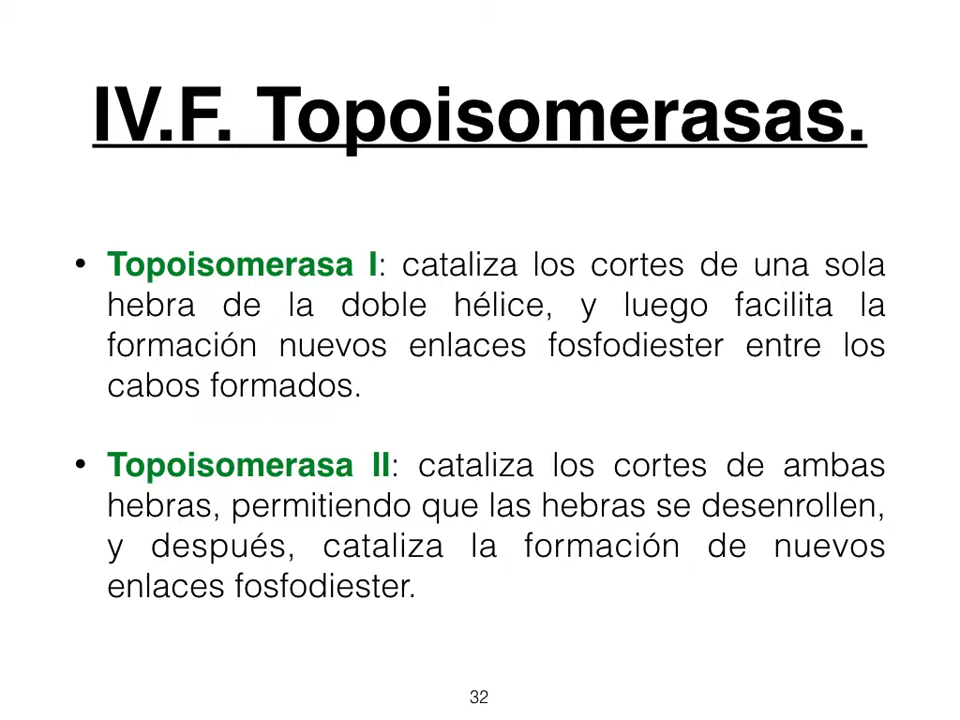 IV.F. Topoisomerasas.
• Topoisomerasa I: cataliza los cortes de una sola
hebra de la doble hélice, y luego facilita la
formación nuevos enlaces fosfodiester entre los
cabos formados.
• Topoisomerasa II: cataliza los cortes de ambas
hebras, permitiendo que las hebras se desenrollen,
y después, cataliza la formación de nuevos
enlaces fosfodiester.
32